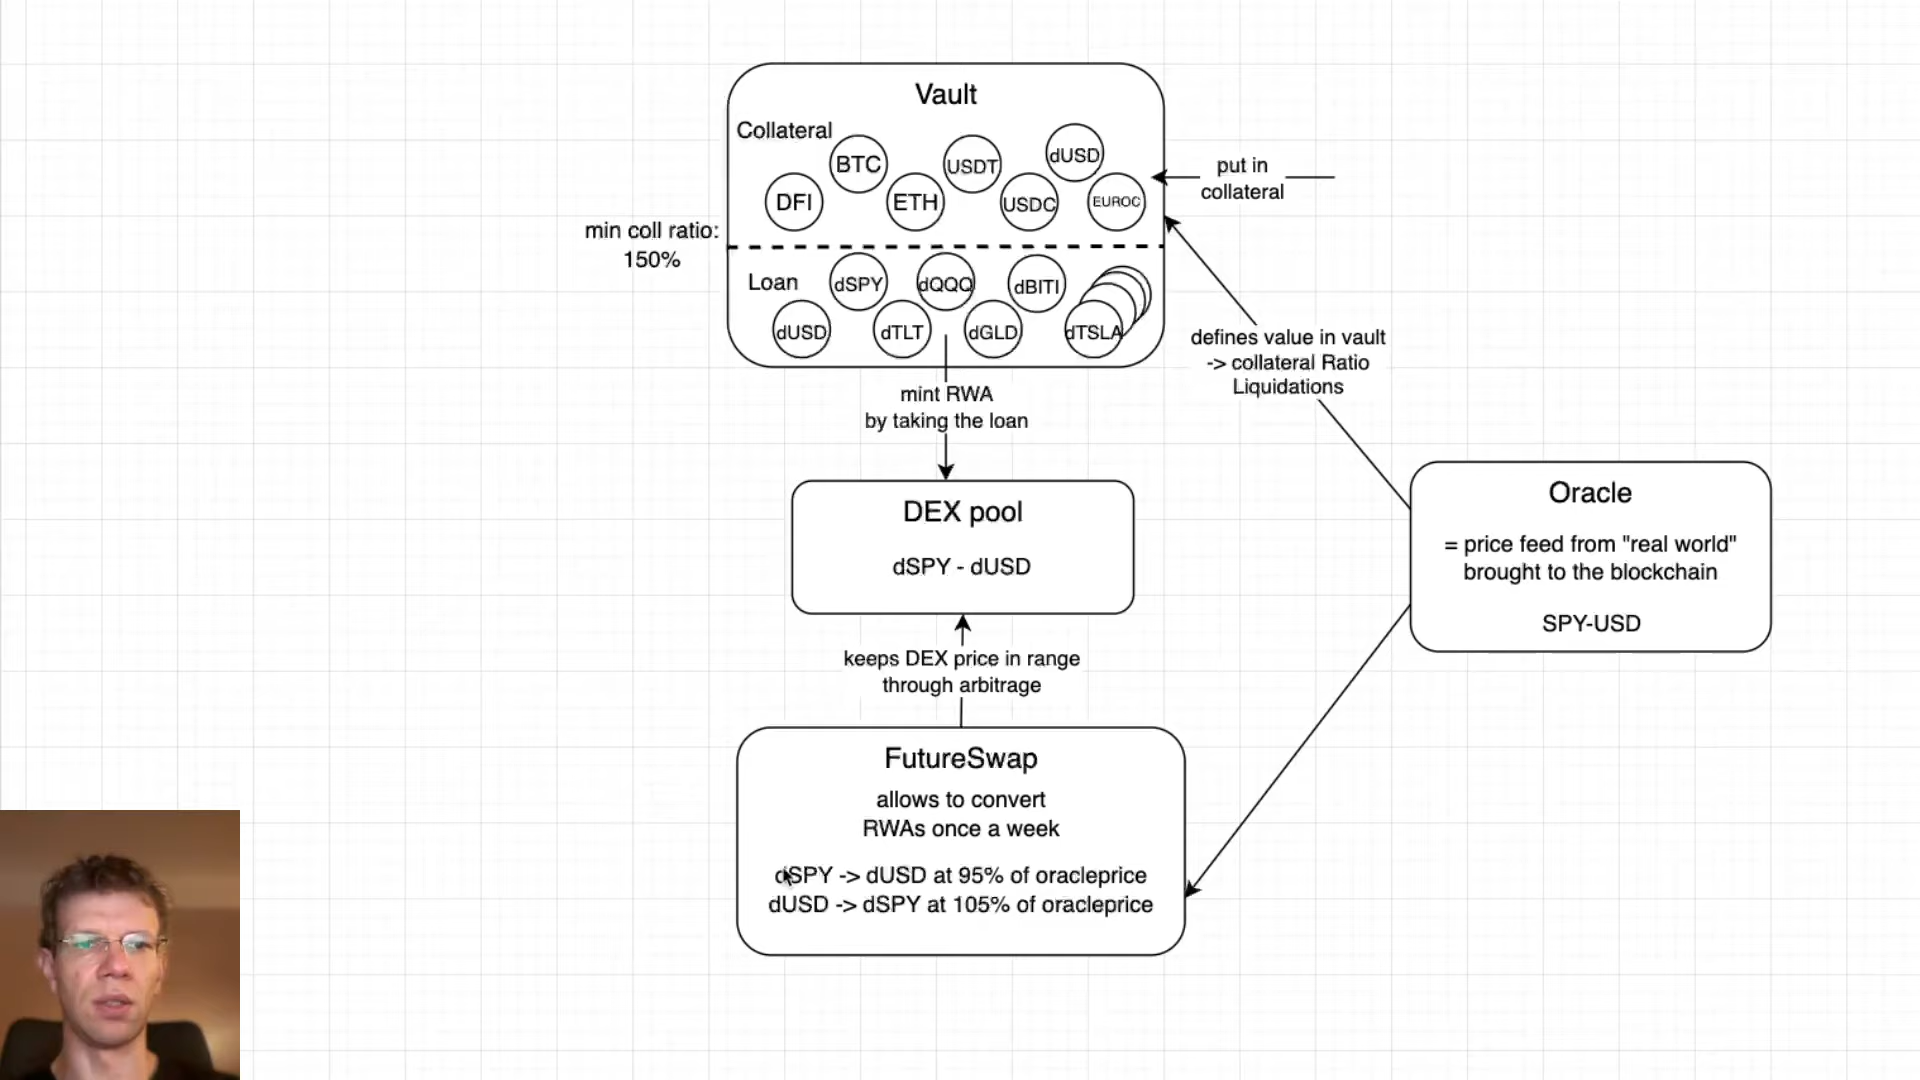 Vault
Collateral
BTC
USDT
dUSD
DFI
ETH
USDC
EUROC
put in
collateral
min coll ratio:
150%
Loan
dSPY
dQQQ
dBITI
dUSD
dTLT
dGLD
dTSLA
defines value in vault
-> collateral Ratio
Liquidations
mint RWA
by taking the loan
DEX pool
dSPY - dUSD
Oracle
= price feed from "real world"
brought to the blockchain
SPY-USD
keeps DEX price in range
through arbitrage
FutureSwap
allows to convert
RWAs once a week
dSPY -> dUSD at 95% of oracleprice
dUSD -> dSPY at 105% of oracleprice